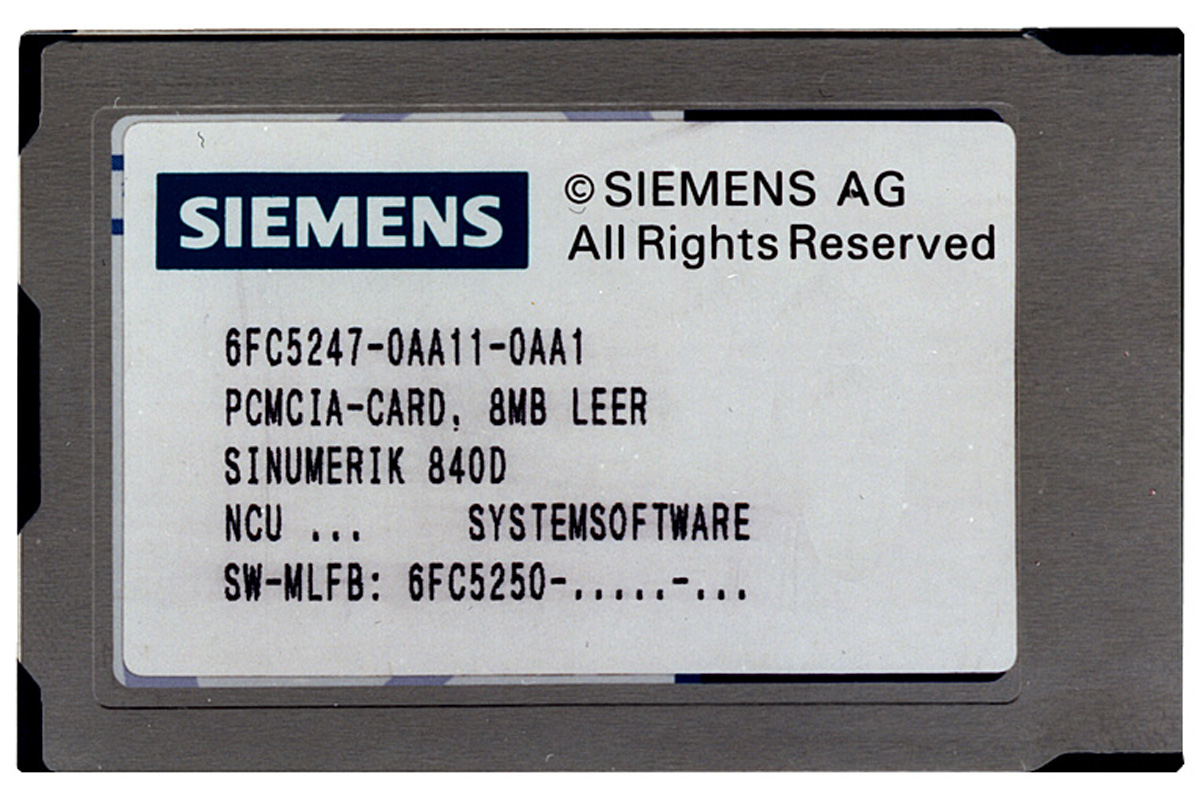 SIEMENS
© SIEMENS AG
All Rights Reserved
6FC5247-0AA11-0AA1
PCMCIA-CARD, 8MB LEER
SINUMERIK 840D
NCU ... SYSTEMSOFTWARE
SW-MLFB: 6FC5250-.....-...